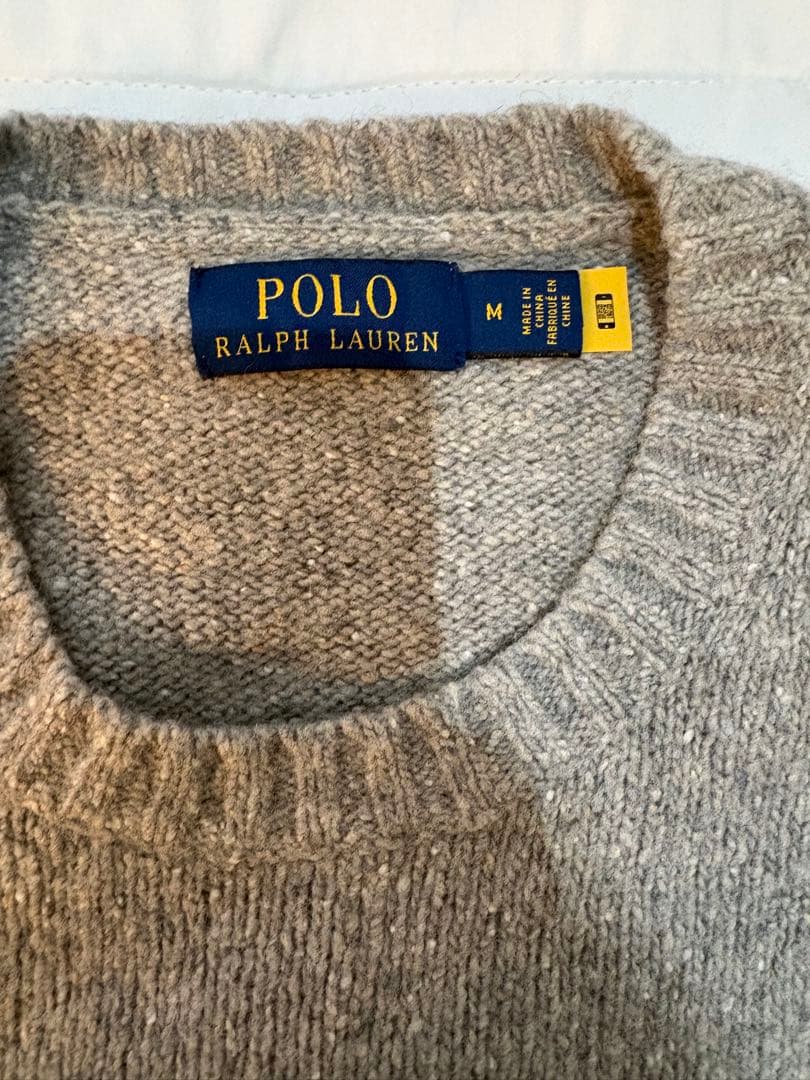 POLO
RALPH LAUREN
M
MADE IN
CHINA
FABRIQUÉ EN
CHINE